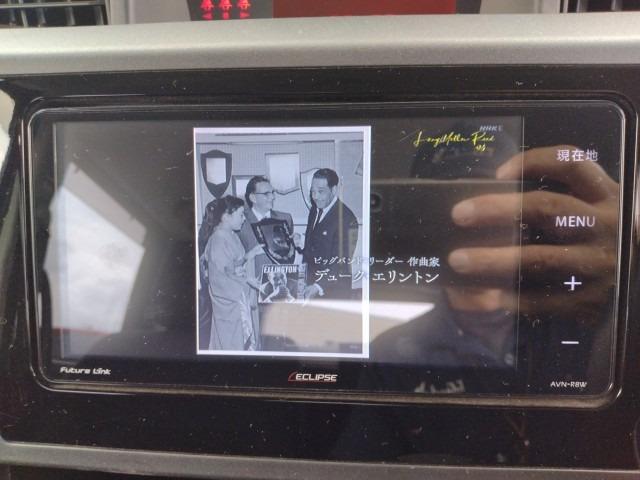 NHK E
現在地
MENU
ELLINGTON
ビッグバンド・リーダー 作曲家
デューク・エリントン
+
−
Future Link
ECLIPSE
AVN-R8W